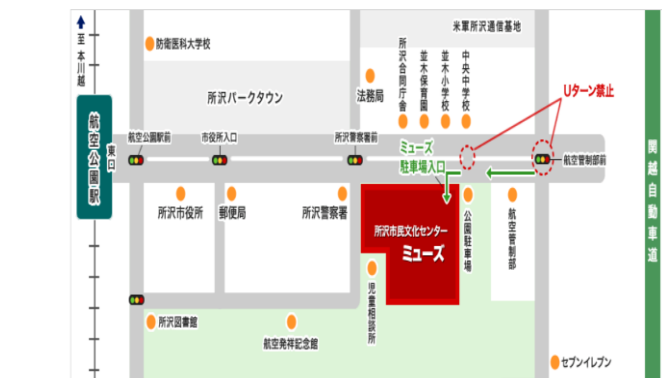 至 本川越
防衛医科大学校
米軍所沢通信基地
所沢パークタウン
法務局
所沢合同庁舎
並木保育園
並木小学校
中央中学校
Uターン禁止
航空公園駅
東口
航空公園駅前
市役所入口
所沢警察署前
ミューズ
駐車場入口
航空管制部前
関越自動車道
所沢市役所
郵便局
所沢警察署
所沢市民文化センター
ミューズ
公園駐車場
航空管制部
児童相談所
所沢図書館
航空発祥記念館
セブンイレブン